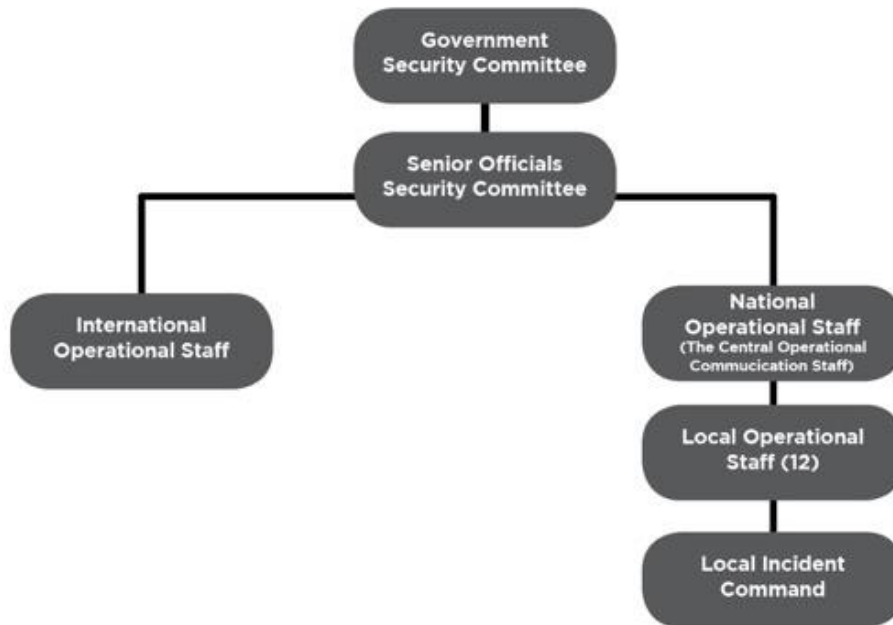 Government
Security Committee
Senior Officials
Security Committee
International
Operational Staff
National
Operational Staff
(The Central Operational
Commucication Staff)
Local Operational
Staff (12)
Local Incident
Command